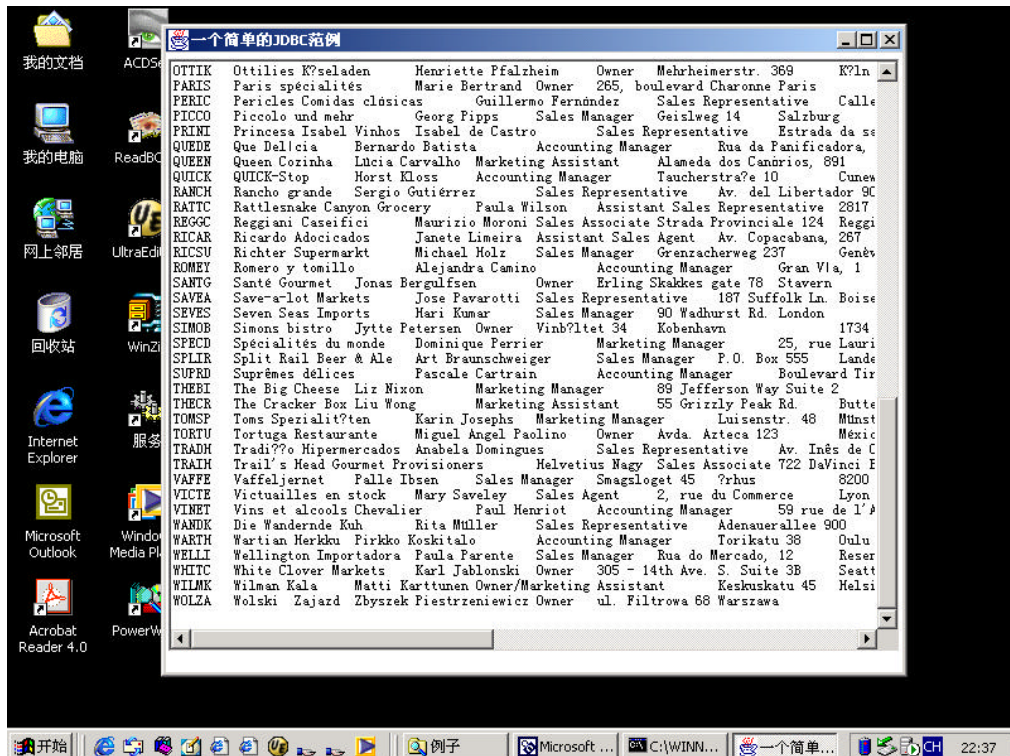 我的文档
ACDSe
我的电脑
ReadBO
网上邻居
UltraEdi
回收站
WinZi
Internet
Explorer
服务
Microsoft
Outlook
Windo
Media Pl
Acrobat
Reader 4.0
PowerW
一个简单的JDBC范例
OTTIK Ottilies K?seladen Henriette Pfalzheim Owner Mehrheimerstr. 369 K?ln
PARIS Paris spécialités Marie Bertrand Owner 265, boulevard Charonne Paris
PERIC Pericles Comidas clásicas Guillermo Fernández Sales Representative Calle
PICCO Piccolo und mehr Georg Pipps Sales Manager Geislweg 14 Salzburg
PRINI Princesa Isabel Vinhos Isabel de Castro Sales Representative Estrada da sa
QUEDE Que Delícia Bernardo Batista Accounting Manager Rua da Panificadora,
QUEEN Queen Cozinha Lúcia Carvalho Marketing Assistant Alameda dos Canàrios, 891
QUICK QUICK-Stop Horst Kloss Accounting Manager Taucherstra?e 10 Cunew
RANCH Rancho grande Sergio Gutiérrez Sales Representative Av. del Libertador 90
RATTC Rattlesnake Canyon Grocery Paula Wilson Assistant Sales Representative 2817
REGGC Reggiani Caseifici Maurizio Moroni Sales Associate Strada Provinciale 124 Reggi
RICAR Ricardo Adocicados Janete Limeira Assistant Sales Agent Av. Copacabana, 267
RICSU Richter Supermarkt Michael Holz Sales Manager Grenzacherweg 237 Genèv
ROMEY Romero y tomillo Alejandra Camino Accounting Manager Gran Vía, 1
SANTG Santé Gourmet Jonas Bergulfsen Owner Erling Skakkes gate 78 Stavern
SAVEA Save-a-lot Markets Jose Pavarotti Sales Representative 187 Suffolk Ln. Boise
SEVES Seven Seas Imports Hari Kumar Sales Manager 90 Wadhurst Rd. London
SIMOB Simons bistro Jytte Petersen Owner Vinb?ltet 34 Kobenhavn 1734
SPECD Spécialités du monde Dominique Perrier Marketing Manager 25, rue Lauri
SPLIR Split Rail Beer & Ale Art Braunschweiger Sales Manager P.O. Box 555 Lande
SUPRD Suprêmes délices Pascale Cartrain Accounting Manager Boulevard Tir
THEBI The Big Cheese Liz Nixon Marketing Manager 89 Jefferson Way Suite 2
THECR The Cracker Box Liu Wong Marketing Assistant 55 Grizzly Peak Rd. Butte
TOMSP Toms Spezialit?ten Karin Josephs Marketing Manager Luisenstr. 48 Münst
TORTU Tortuga Restaurante Miguel Angel Paolino Owner Avda. Azteca 123 Méxic
TRADH Tradi??o Hipermercados Anabela Domingues Sales Representative Av. Inês de C
TRAIH Trail's Head Gourmet Provisioners Helvetius Nagy Sales Associate 722 DaVinci B
VAFFE Vaffeljernet Palle Ibsen Sales Manager Smagsloget 45 ?rhus 8200
VICTE Victuailles en stock Mary Saveley Sales Agent 2, rue du Commerce Lyon
VINET Vins et alcools Chevalier Paul Henriot Accounting Manager 59 rue de l'A
WANDK Die Wandernde Kuh Rita Müller Sales Representative Adenauerallee 900
WARTH Wartian Herkku Pirkko Koskitalo Accounting Manager Torikatu 38 Oulu
WELLI Wellington Importadora Paula Parente Sales Manager Rua do Mercado, 12 Reser
WHITC White Clover Markets Karl Jablonski Owner 305 - 14th Ave. S. Suite 3B Seatt
WILMK Wilman Kala Matti Karttunen Owner/Marketing Assistant Keskuskatu 45 Helsi
WOLZA Wolski Zajazd Zbyszek Piestrzeniewicz Owner ul. Filtrowa 68 Warszawa
开始
例子
Microsoft ...
C:\WINN...
一个简单...
CH
22:37